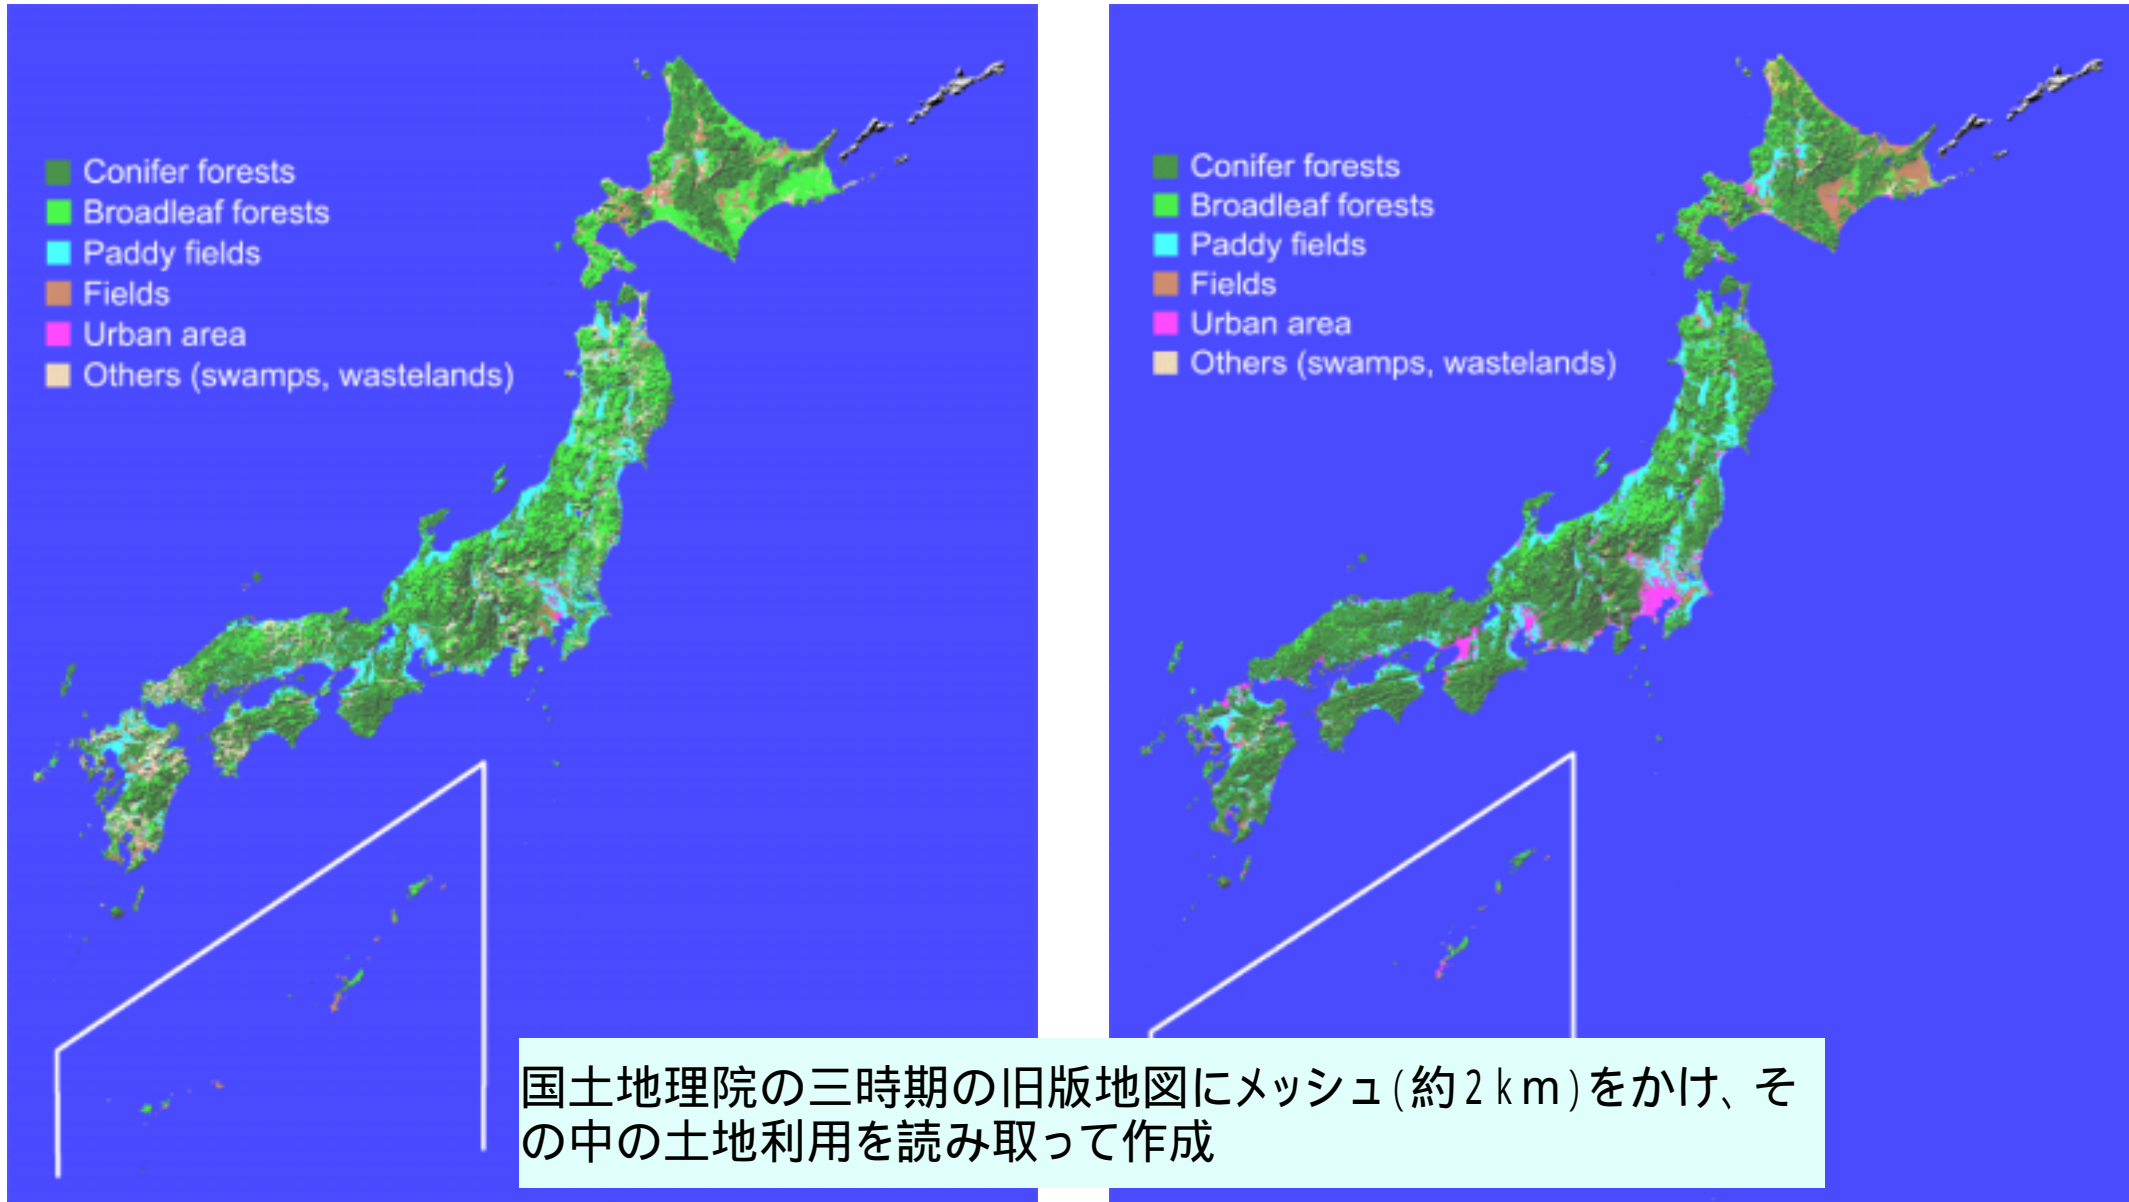 Conifer forests
Broadleaf forests
Paddy fields
Fields
Urban area
Others (swamps, wastelands)
Conifer forests
Broadleaf forests
Paddy fields
Fields
Urban area
Others (swamps, wastelands)
国土地理院の三時期の旧版地図にメッシュ(約2km)をかけ、そ
の中の土地利用を読み取って作成